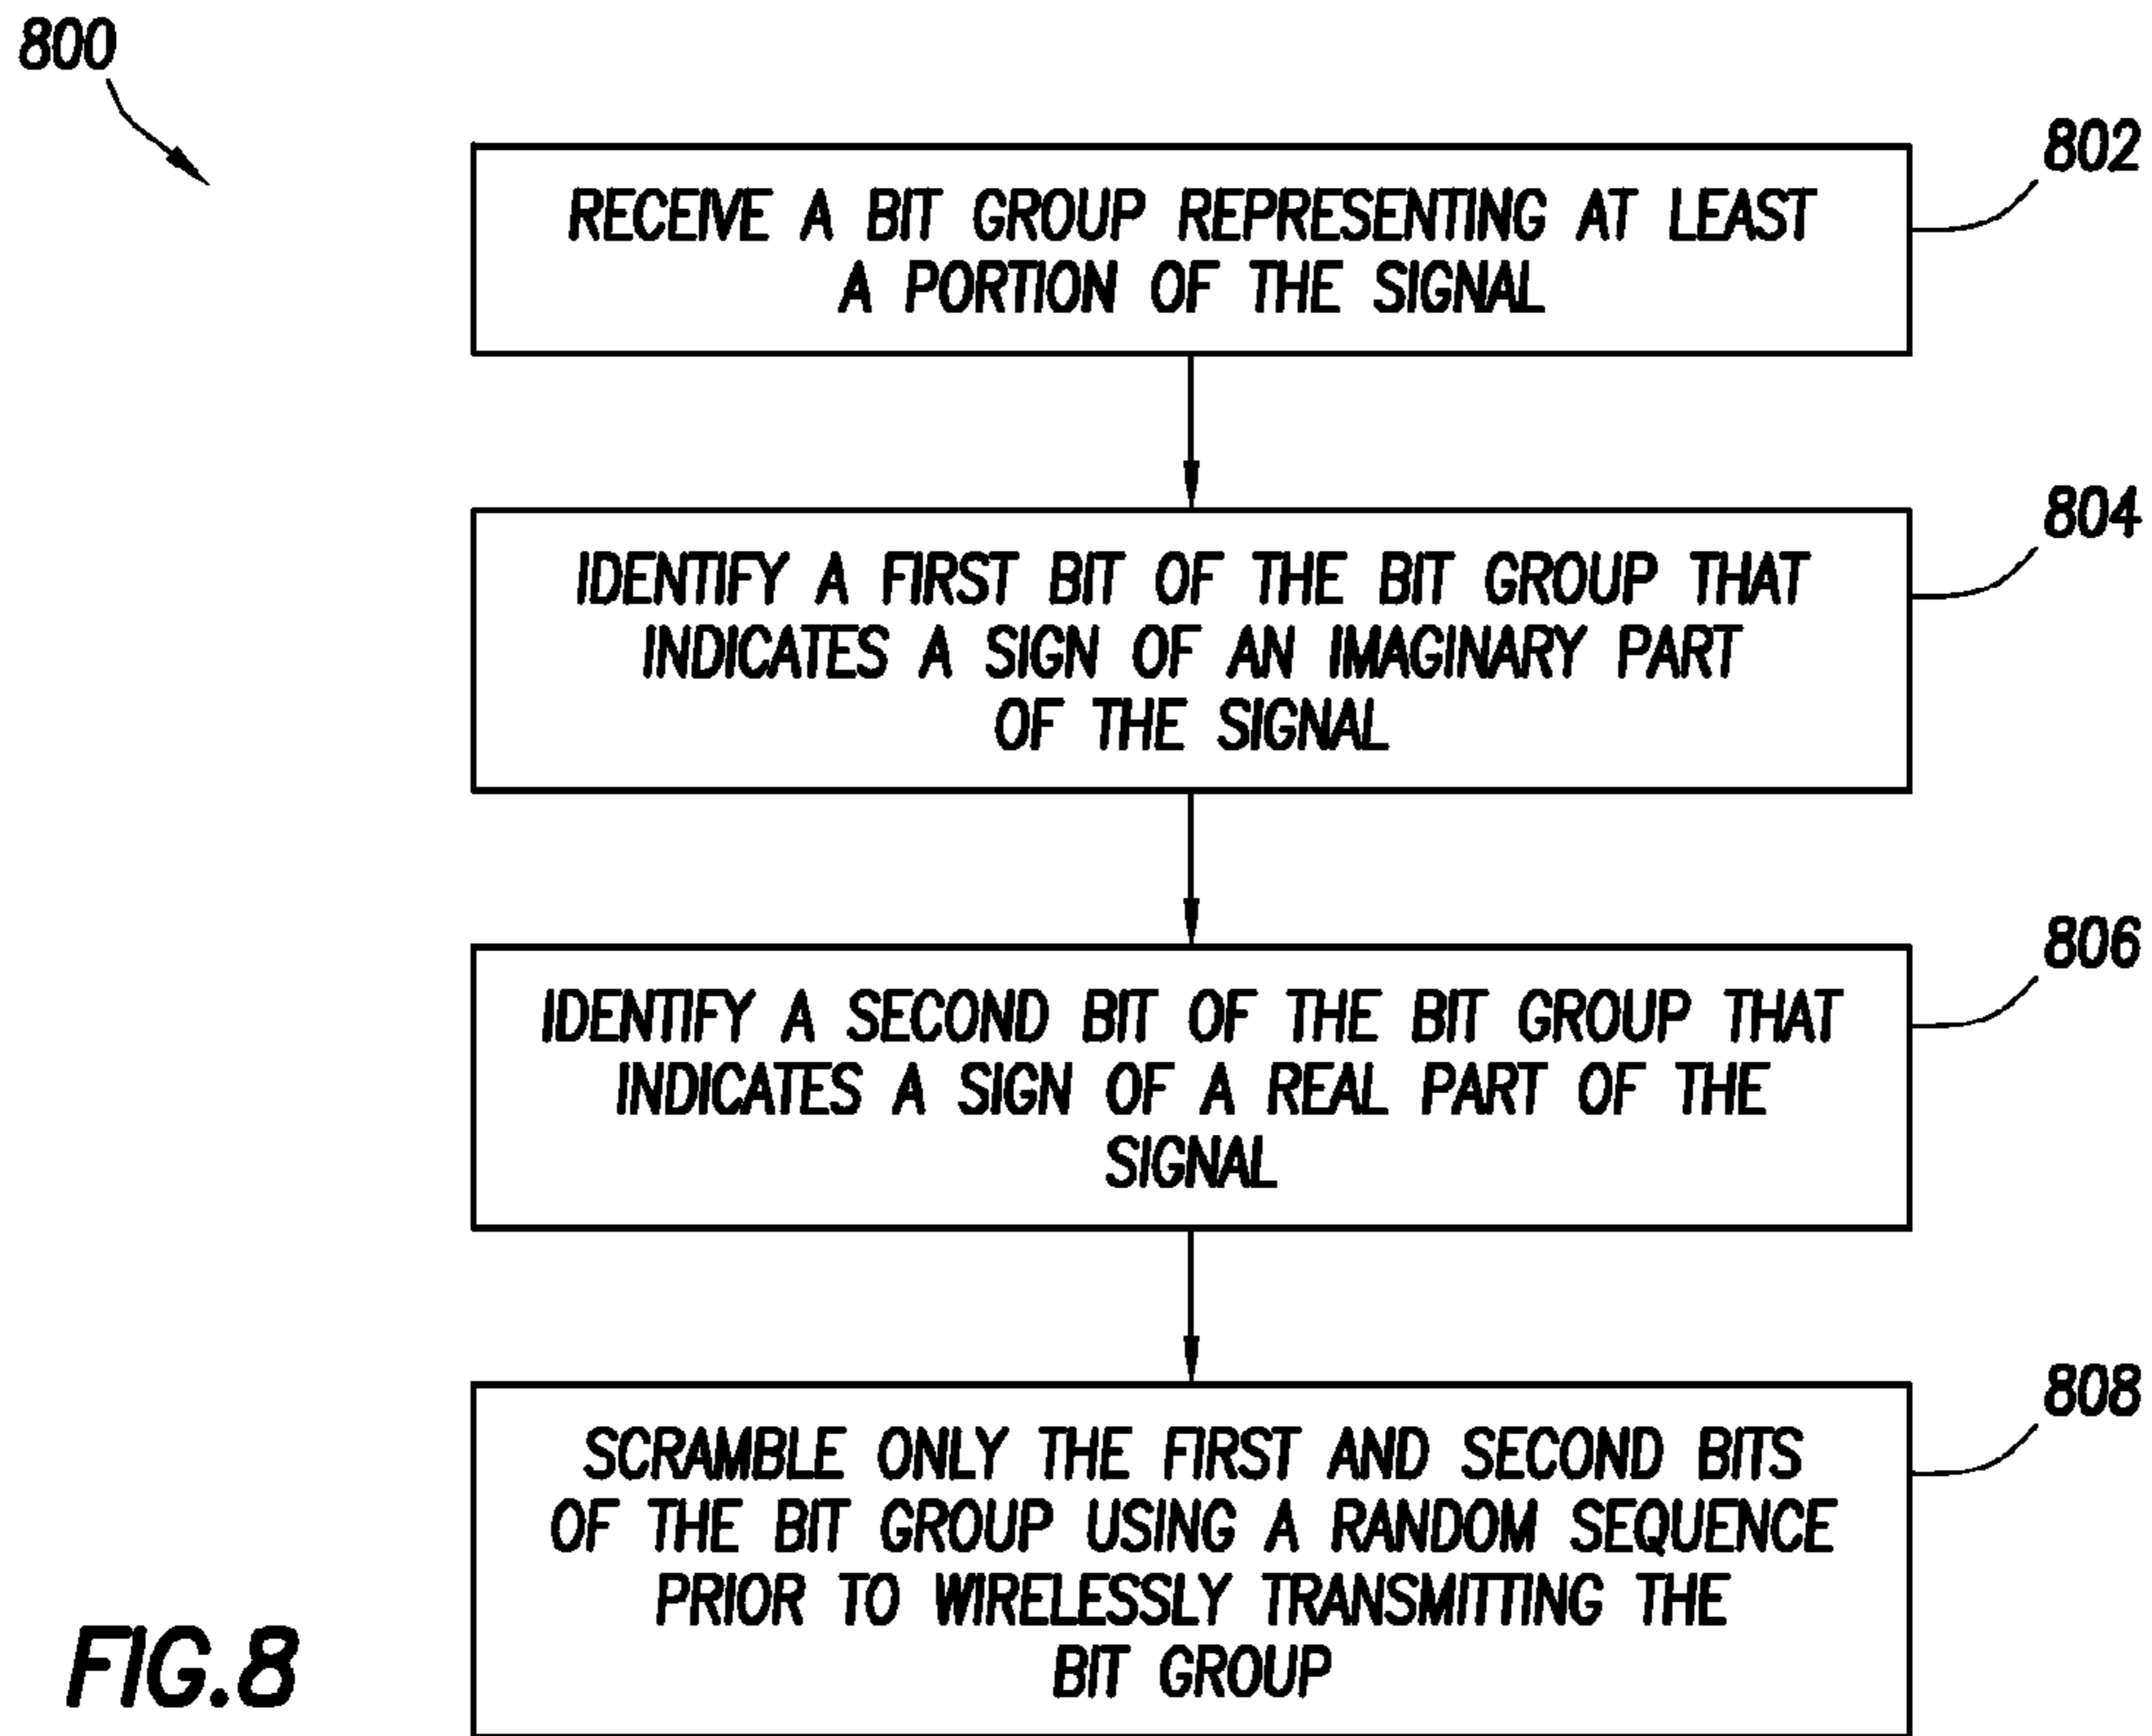 800
802
RECEIVE A BIT GROUP REPRESENTING AT LEAST
A PORTION OF THE SIGNAL
804
IDENTIFY A FIRST BIT OF THE BIT GROUP THAT
INDICATES A SIGN OF AN IMAGINARY PART
OF THE SIGNAL
806
IDENTIFY A SECOND BIT OF THE BIT GROUP THAT
INDICATES A SIGN OF A REAL PART OF THE
SIGNAL
808
SCRAMBLE ONLY THE FIRST AND SECOND BITS
OF THE BIT GROUP USING A RANDOM SEQUENCE
PRIOR TO WIRELESSLY TRANSMITTING THE
BIT GROUP
FIG.8